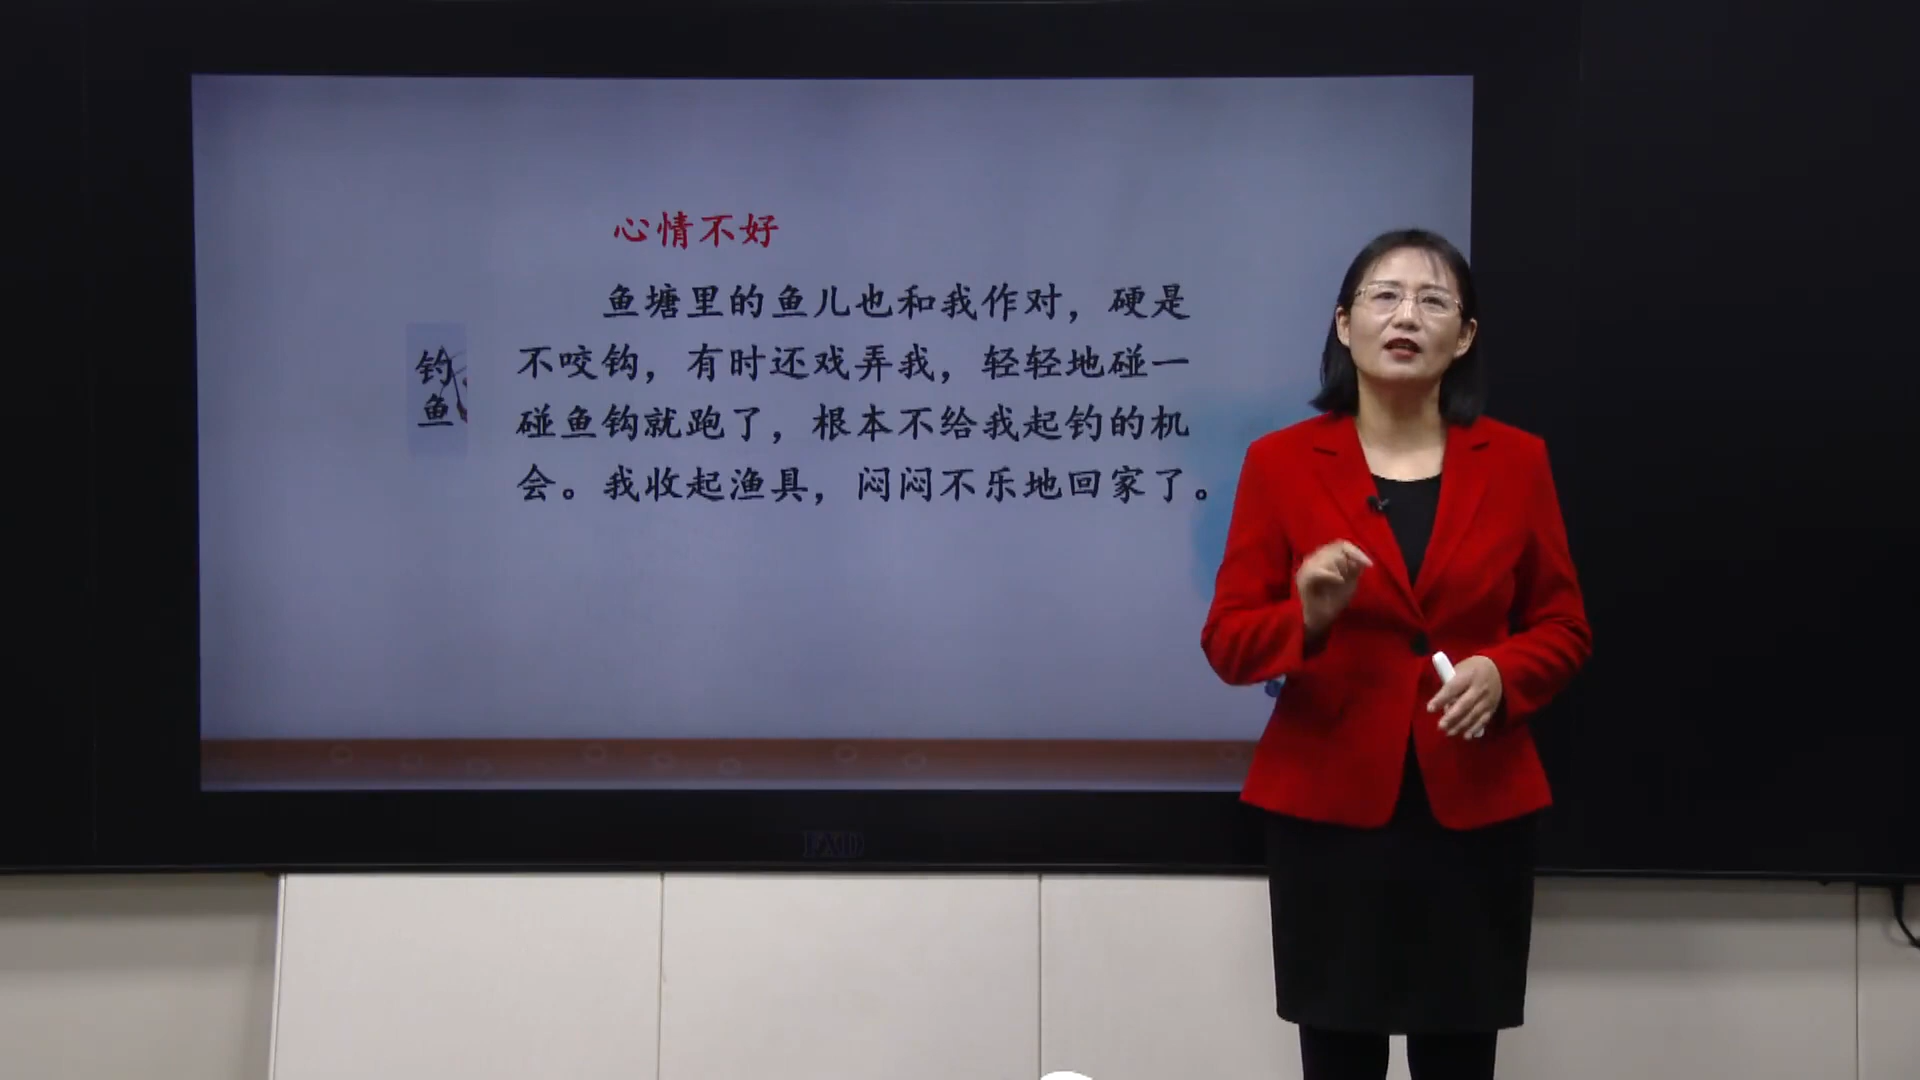 心情不好
钓鱼
鱼塘里的鱼儿也和我作对，硬是
不咬钩，有时还戏弄我，轻轻地碰一
碰鱼钩就跑了，根本不给我起钓的机
会。我收起渔具，闷闷不乐地回家了。